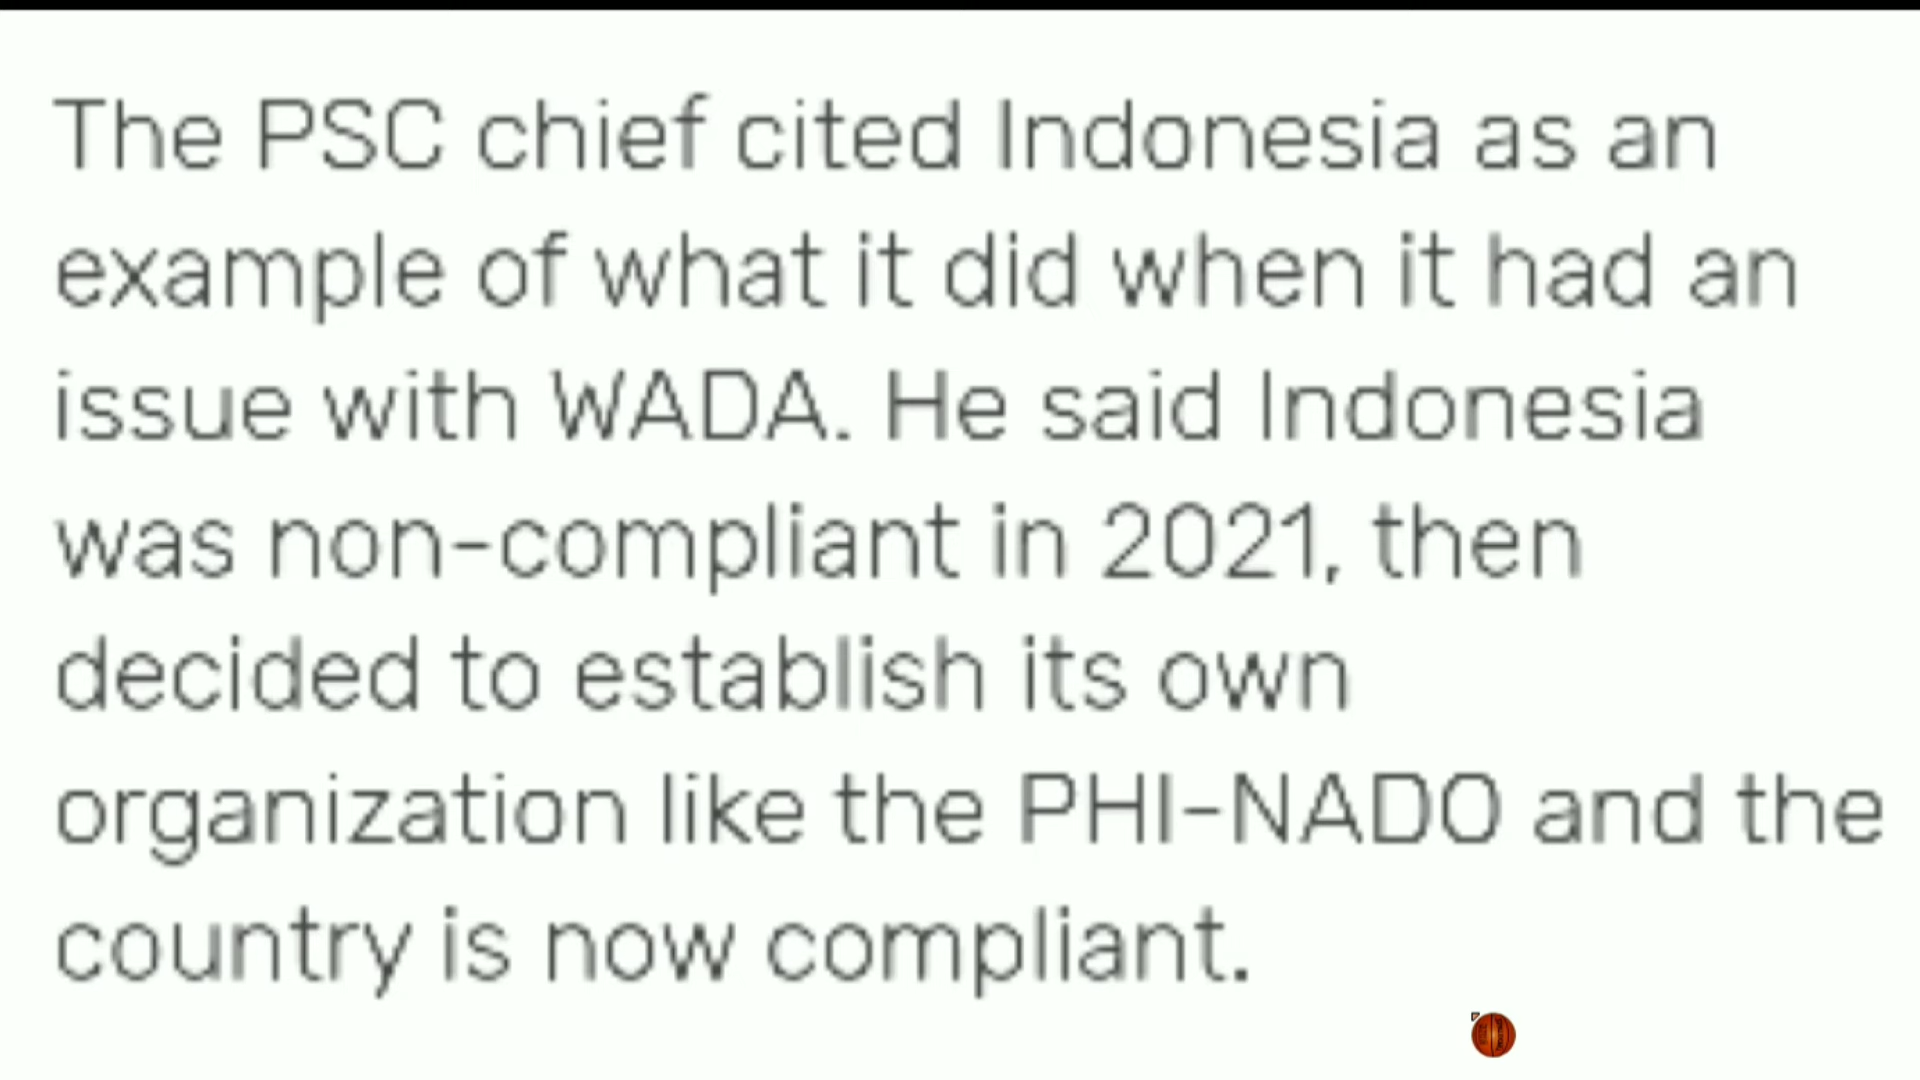 The PSC chief cited Indonesia as an
example of what it did when it had an
issue with WADA. He said Indonesia
was non-compliant in 2021, then
decided to establish its own
organization like the PHI-NADO and the
country is now compliant.